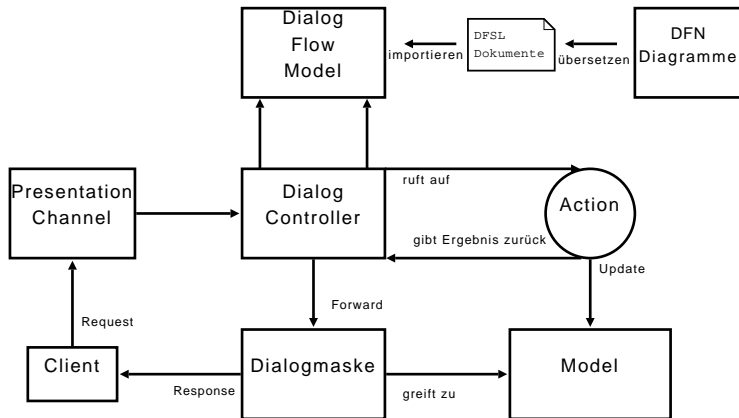 Dialog
Flow
Model
importieren
DFSL
Dokumente
übersetzen
DFN
Diagramme
Presentation
Channel
Dialog
Controller
ruft auf
Action
gibt Ergebnis zurück
Update
Forward
Request
Client
Response
Dialogmaske
greift zu
Model